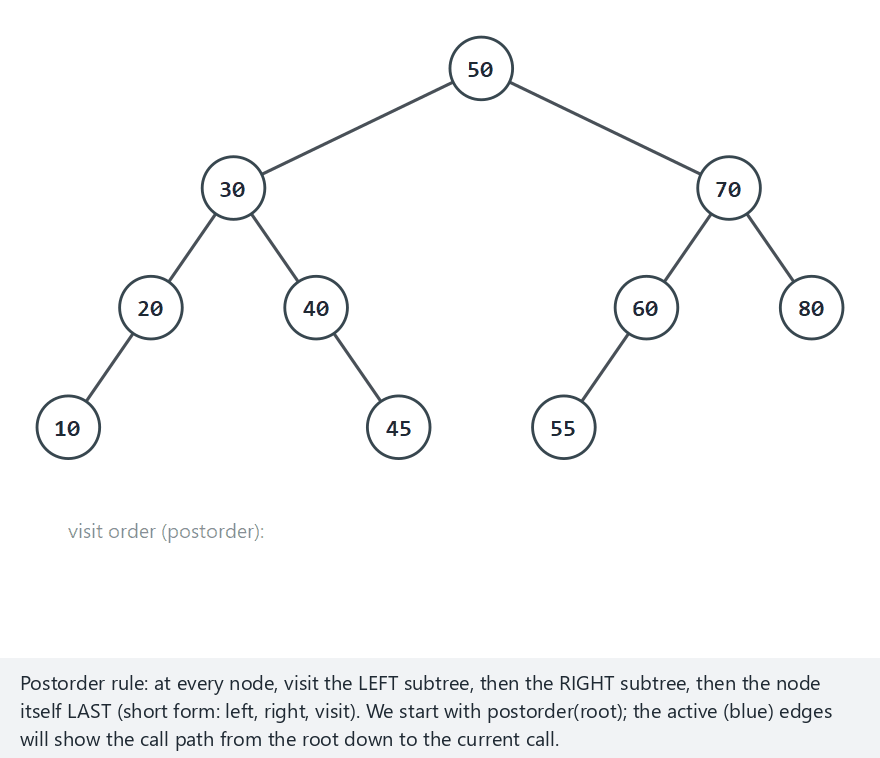 50
30
70
20
40
60
80
10
45
55
visit order (postorder):
Postorder rule: at every node, visit the LEFT subtree, then the RIGHT subtree, then the node
itself LAST (short form: left, right, visit). We start with postorder(root); the active (blue) edges
will show the call path from the root down to the current call.